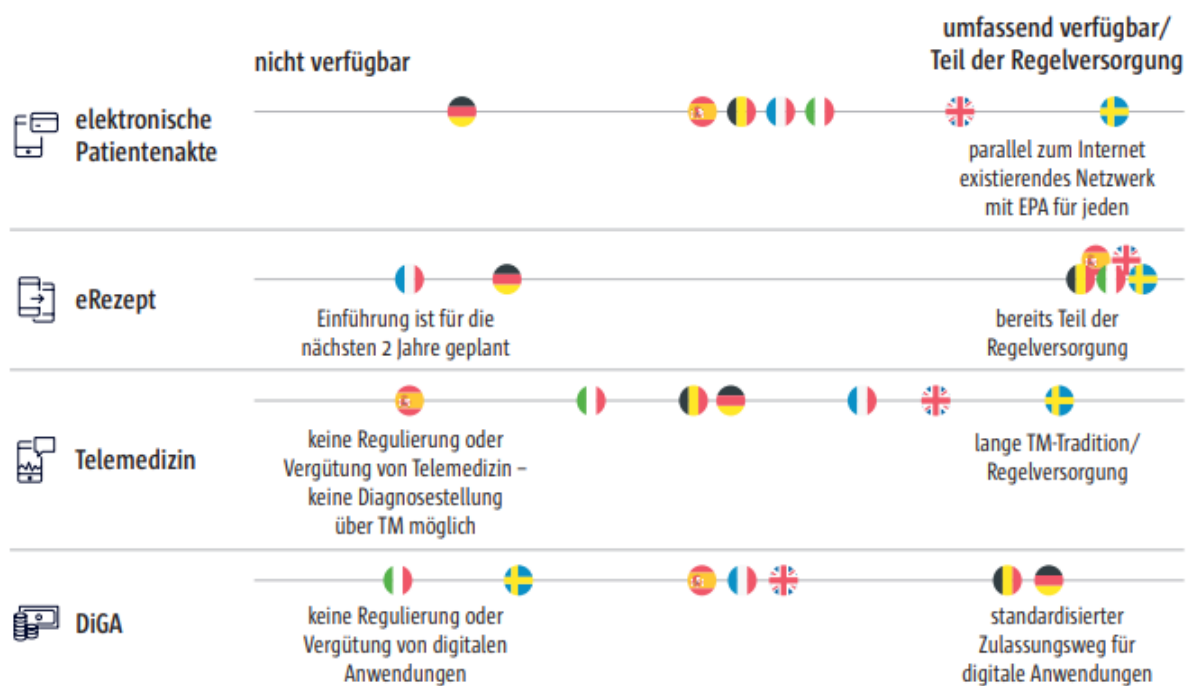 nicht verfügbar
umfassend verfügbar/
Teil der Regelversorgung
elektronische
Patientenakte
parallel zum Internet
existierendes Netzwerk
mit EPA für jeden
eRezept
Einführung ist für die
nächsten 2 Jahre geplant
bereits Teil der
Regelversorgung
Telemedizin
keine Regulierung oder
Vergütung von Telemedizin –
keine Diagnosestellung
über TM möglich
lange TM-Tradition/
Regelversorgung
DiGA
keine Regulierung oder
Vergütung von digitalen
Anwendungen
standardisierter
Zulassungsweg für
digitale Anwendungen